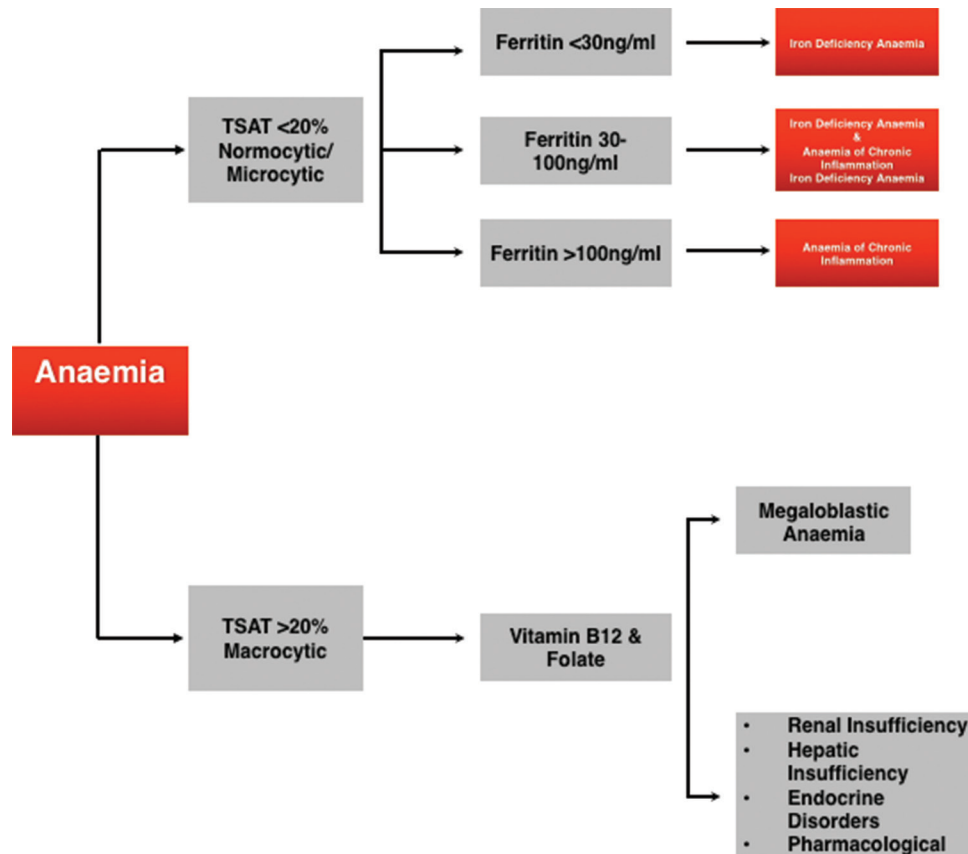 Ferritin <30ng/ml
Iron Deficiency Anaemia
TSAT <20%
Normocytic/
Microcytic
Ferritin 30-
100ng/ml
Iron Deficiency Anaemia
&
Anaemia of Chronic
Inflammation
Iron Deficiency Anaemia
Ferritin >100ng/ml
Anaemia of Chronic
Inflammation
Anaemia
TSAT >20%
Macrocytic
Vitamin B12 &
Folate
Megaloblastic
Anaemia
• Renal Insufficiency
• Hepatic
Insufficiency
• Endocrine
Disorders
• Pharmacological